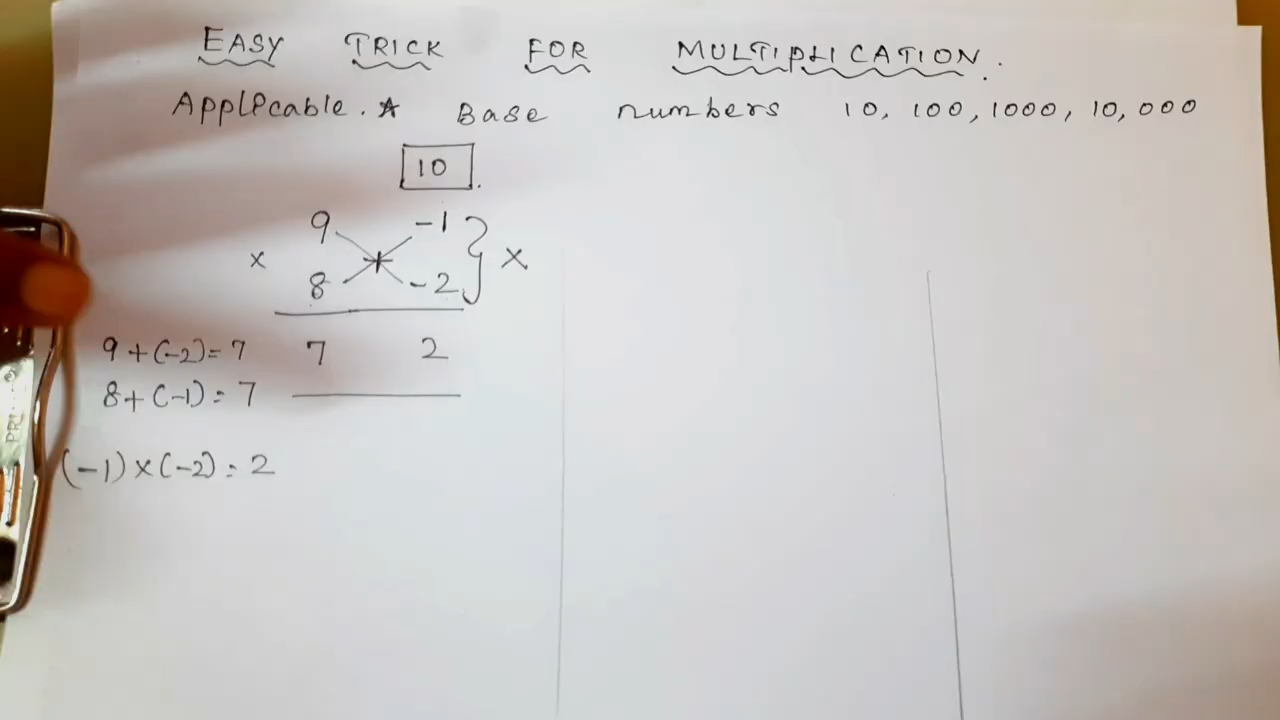 EASY TRICK FOR MULTIPLICATION.
Applicable. * Base numbers 10, 100, 1000, 10,000
10.
9 -1
× } ×
8 -2
9+(-2)=7 7 2
8+(-1)=7
(-1)×(-2)=2